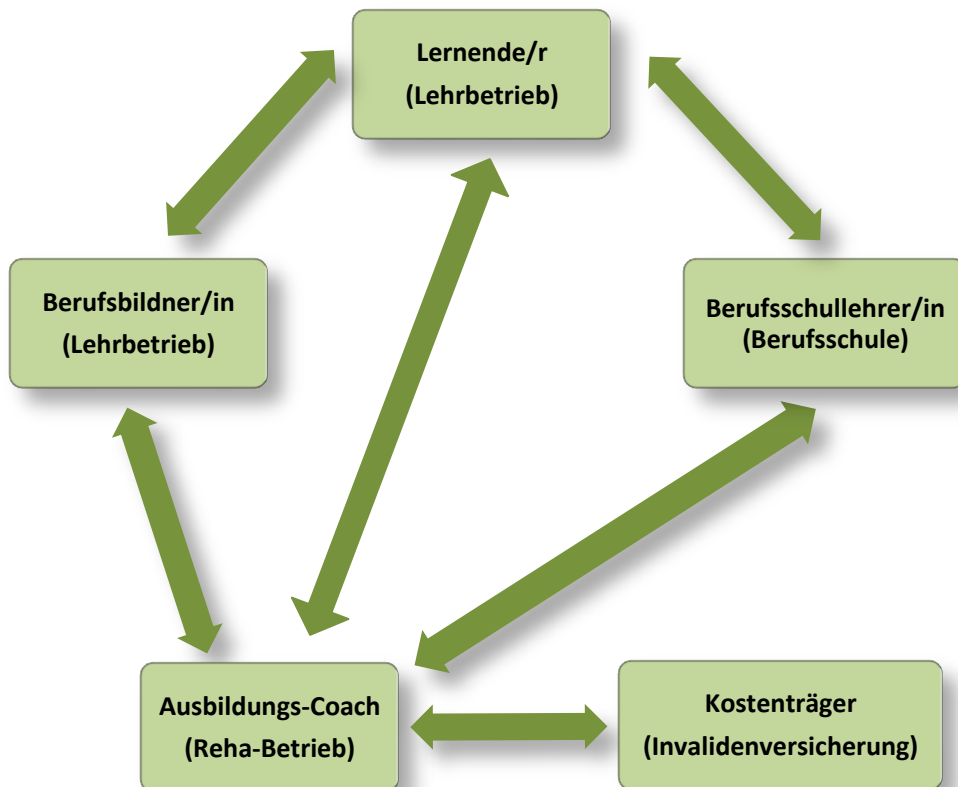 Lernende/r
(Lehrbetrieb)
Berufsbildner/in
(Lehrbetrieb)
Berufsschullehrer/in
(Berufsschule)
Ausbildungs-Coach
(Reha-Betrieb)
Kostenträger
(Invalidenversicherung)